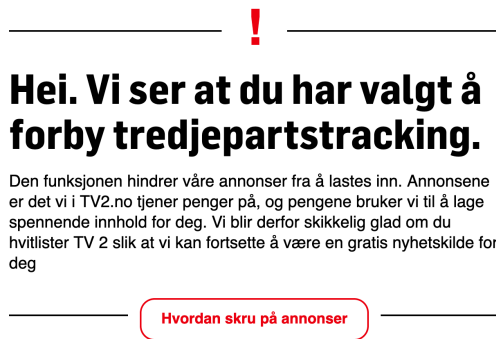 !
Hei. Vi ser at du har valgt å
forby tredjepartstracking.
Den funksjonen hindrer våre annonser fra å lastes inn. Annonsene
er det vi i TV2.no tjener penger på, og pengene bruker vi til å lage
spennende innhold for deg. Vi blir derfor skikkelig glad om du
hvitlister TV 2 slik at vi kan fortsette å være en gratis nyhetskilde for
deg
Hvordan skru på annonser